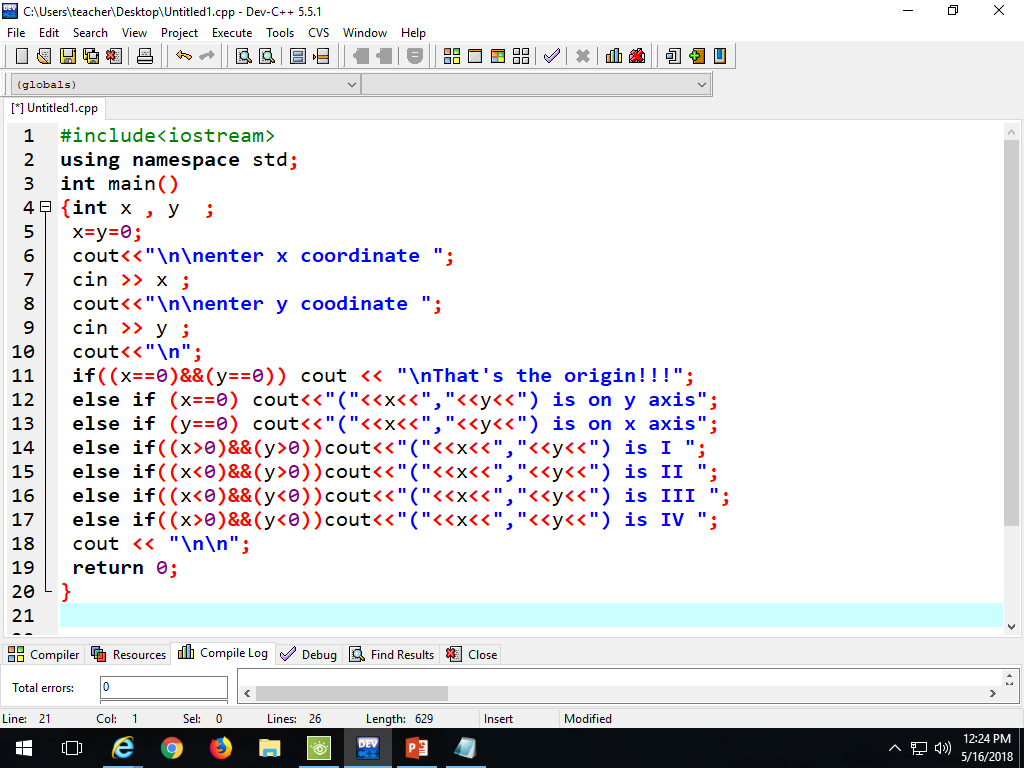 C:\Users\teacher\Desktop\Untitled1.cpp - Dev-C++ 5.5.1
File Edit Search View Project Execute Tools CVS Window Help
(globals)
[*] Untitled1.cpp
1 #include<iostream>
2 using namespace std;
3 int main()
4 {int x , y  ;
5 x=y=0;
6 cout<<"\n\nenter x coordinate ";
7 cin >> x ;
8 cout<<"\n\nenter y coodinate ";
9 cin >> y ;
10 cout<<"\n";
11 if((x==0)&&(y==0)) cout << "\nThat's the origin!!!";
12 else if (x==0) cout<<"("<<x<<","<<y<<") is on y axis";
13 else if (y==0) cout<<"("<<x<<","<<y<<") is on x axis";
14 else if((x>0)&&(y>0))cout<<"("<<x<<","<<y<<") is I ";
15 else if((x<0)&&(y>0))cout<<"("<<x<<","<<y<<") is II ";
16 else if((x<0)&&(y<0))cout<<"("<<x<<","<<y<<") is III ";
17 else if((x>0)&&(y<0))cout<<"("<<x<<","<<y<<") is IV ";
18 cout << "\n\n";
19 return 0;
20 }
21
Compiler Resources Compile Log Debug Find Results Close
Total errors: 0
Line: 21 Col: 1 Sel: 0 Lines: 26 Length: 629 Insert Modified
12:24 PM
5/16/2018